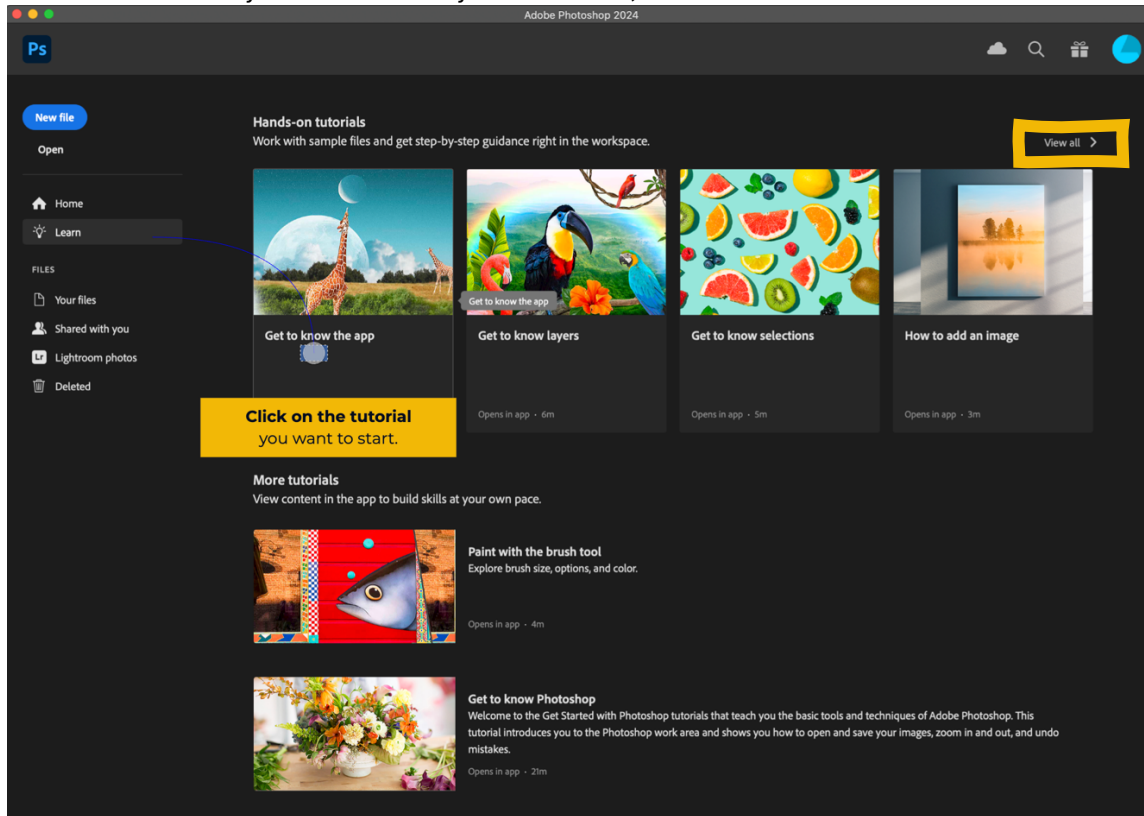 Adobe Photoshop 2024
Ps
New file
Open
Home
Learn
FILES
Your files
Shared with you
Lr Lightroom photos
Deleted
Hands-on tutorials
Work with sample files and get step-by-step guidance right in the workspace.
View all
Get to know the app
Get to know the app
Click on the tutorial
you want to start.
Get to know layers
Opens in app • 6m
Get to know selections
Opens in app • 5m
How to add an image
Opens in app • 3m
More tutorials
View content in the app to build skills at your own pace.
Paint with the brush tool
Explore brush size, options, and color.
Opens in app • 4m
Get to know Photoshop
Welcome to the Get Started with Photoshop tutorials that teach you the basic tools and techniques of Adobe Photoshop. This
tutorial introduces you to the Photoshop work area and shows you how to open and save your images, zoom in and out, and undo
mistakes.
Opens in app • 21m